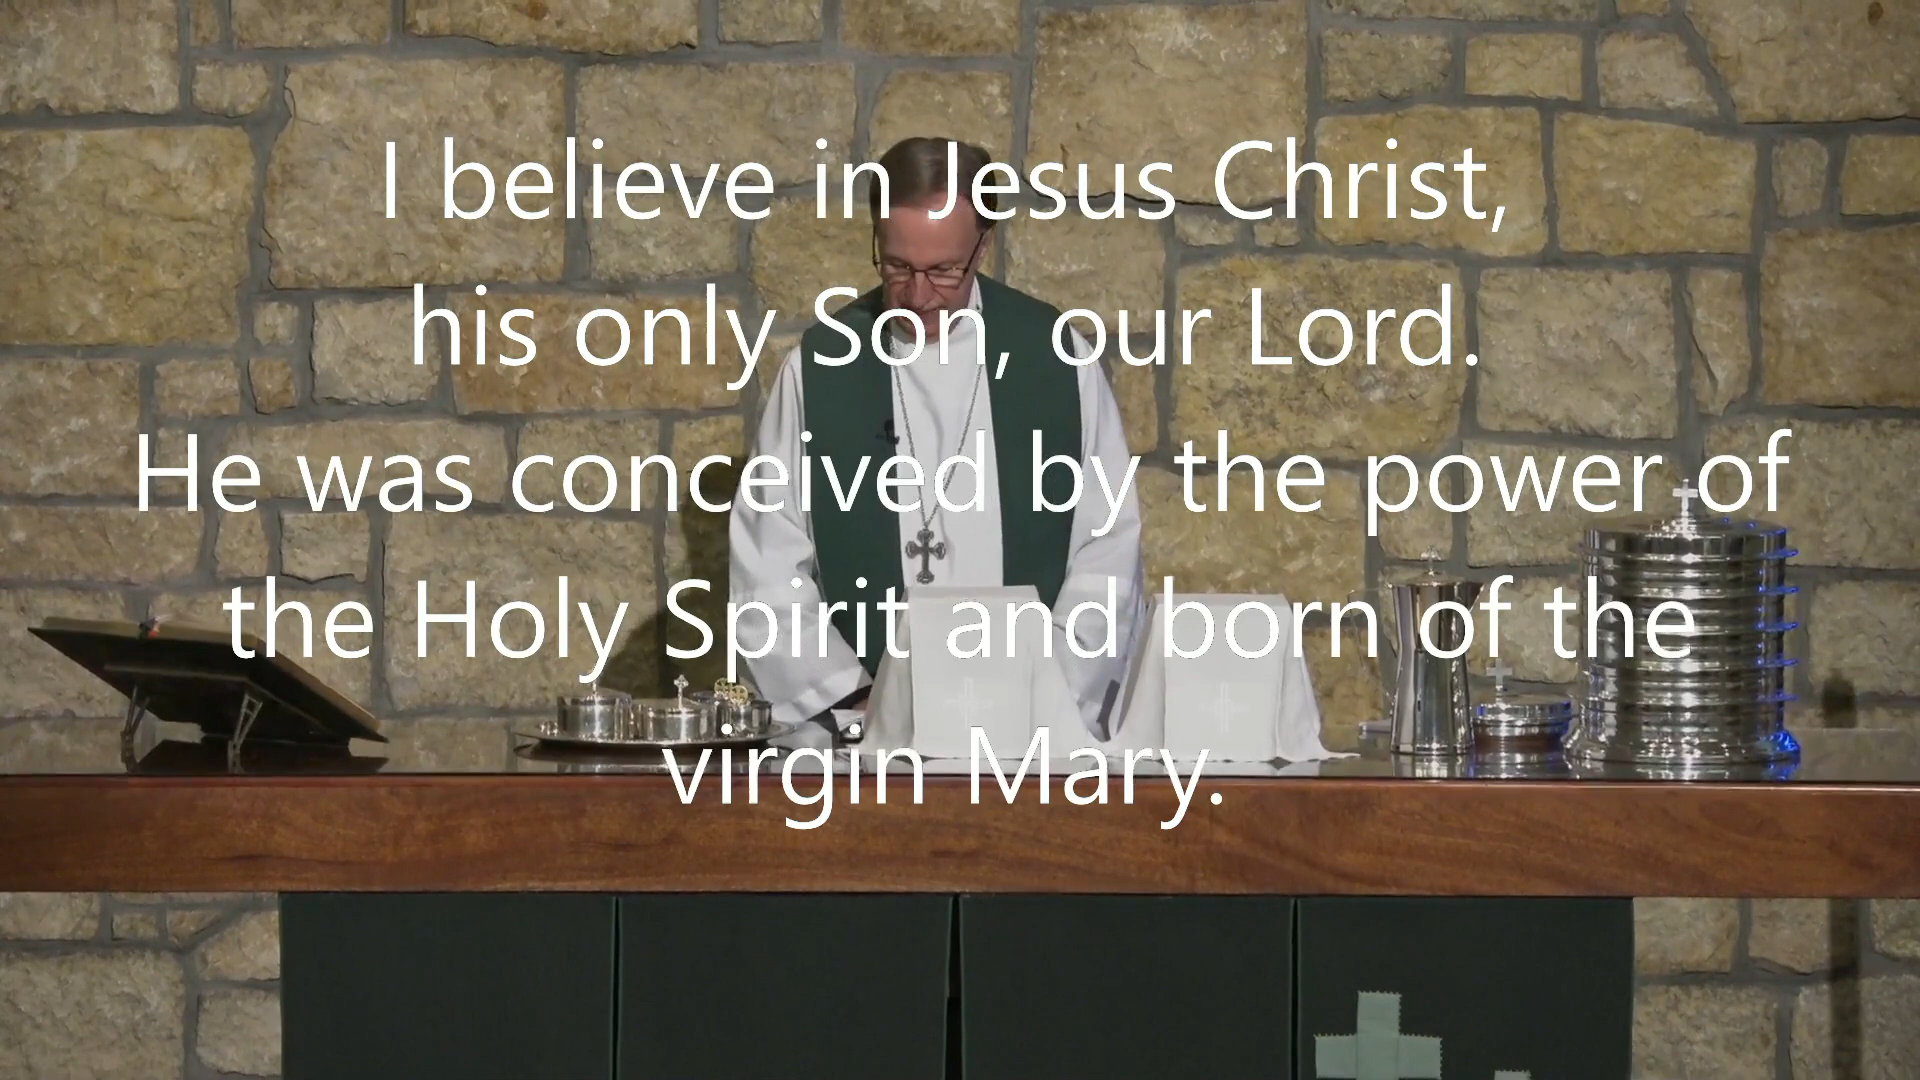 I believe in Jesus Christ,
his only Son, our Lord.
He was conceived by the power of
the Holy Spirit and born of the
virgin Mary.